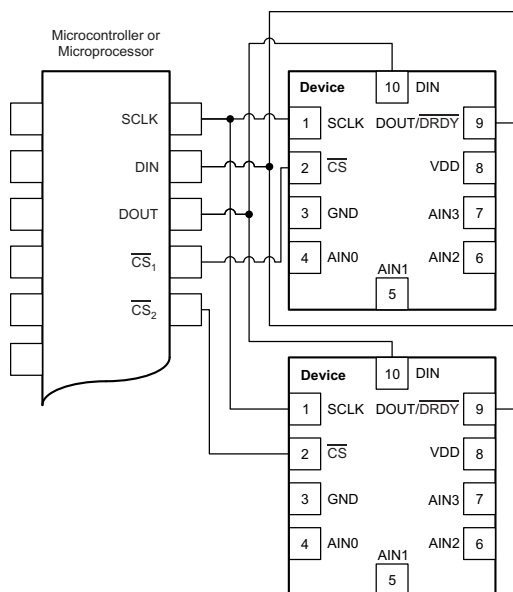 Microcontroller or
Microprocessor
SCLK
DIN
DOUT
CS₁
CS₂
Device
10 DIN
1 SCLK DOUT/DRDY 9
2 CS VDD 8
3 GND AIN3 7
4 AIN0 AIN2 6
AIN1
5
Device
10 DIN
1 SCLK DOUT/DRDY 9
2 CS VDD 8
3 GND AIN3 7
4 AIN0 AIN2 6
AIN1
5